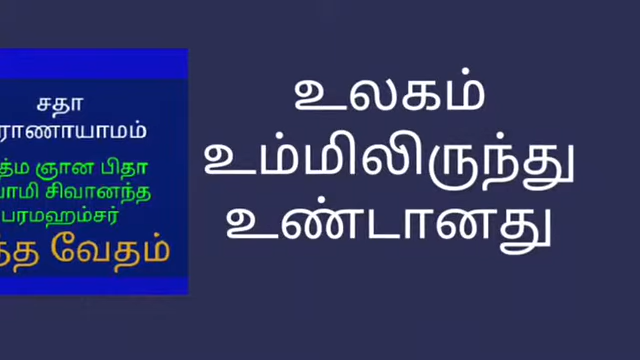 சதா
ராணாயாமம்
ஞான பிதா
சிவானந்த
பரமஹம்சர்
வேதம்
உலகம்
உம்மிலிருந்து
உண்டானது